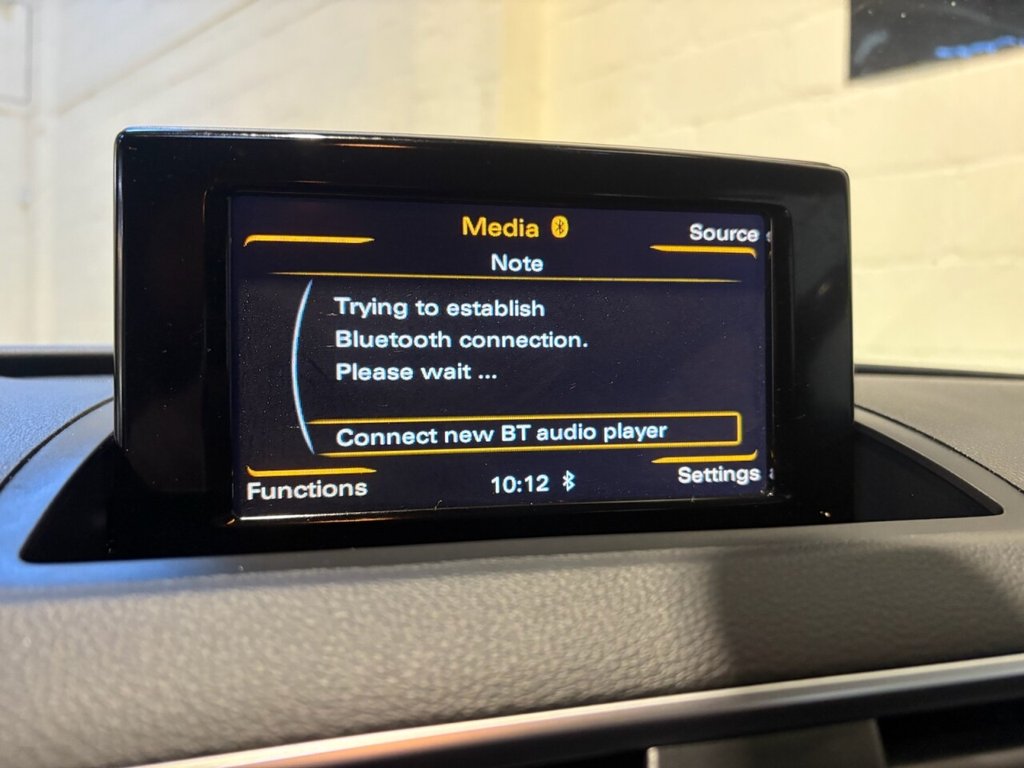 Media
Source
Note
Trying to establish
Bluetooth connection.
Please wait ...
Connect new BT audio player
Functions
10:12
Settings